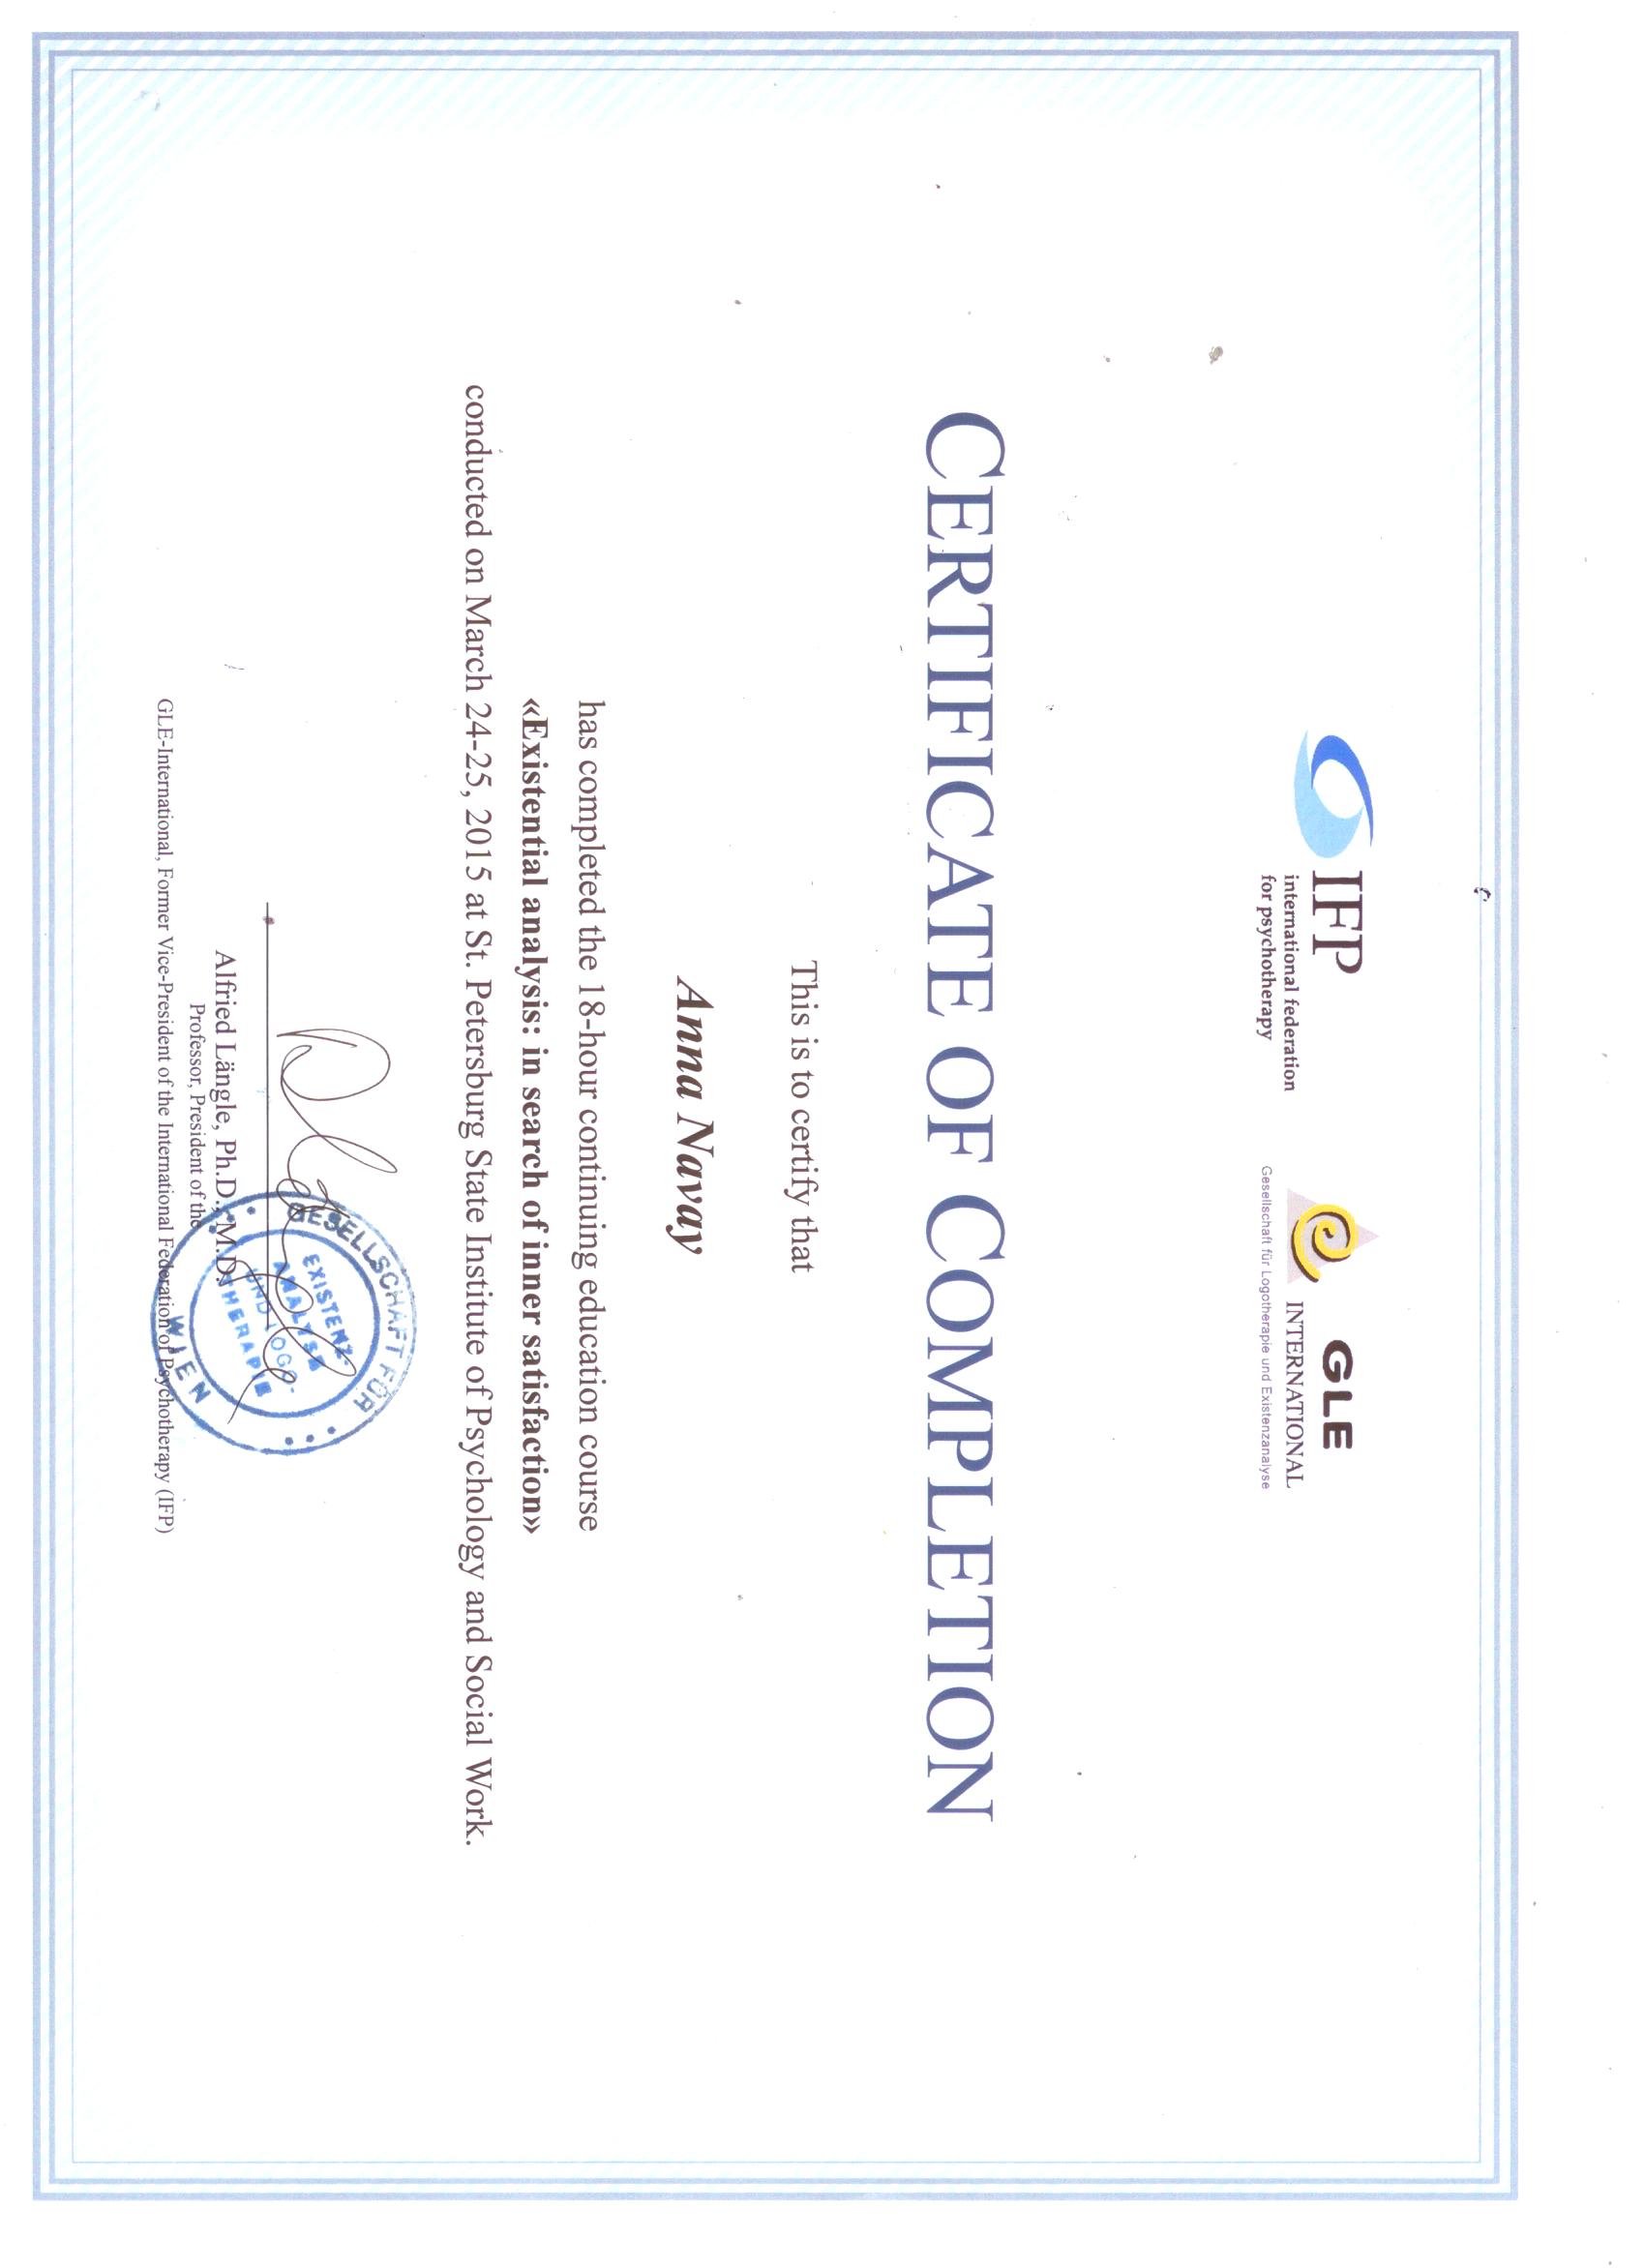 IFP
international federation
for psychotherapy
GLE
INTERNATIONAL
Gesellschaft für Logotherapie und Existenzanalyse
CERTIFICATE OF COMPLETION
This is to certify that
Anna Navay
has completed the 18-hour continuing education course
«Existential analysis: in search of inner satisfaction»
conducted on March 24-25, 2015 at St. Petersburg State Institute of Psychology and Social Work.
GESELLSCHAFT FÜR
EXISTENZ-
ANALYSE
UND LOGO-
THERAPIE
WIEN
Alfried Längle, Ph.D., M.D.
Professor, President of the
GLE-International, Former Vice-President of the International Federation of Psychotherapy (IFP)